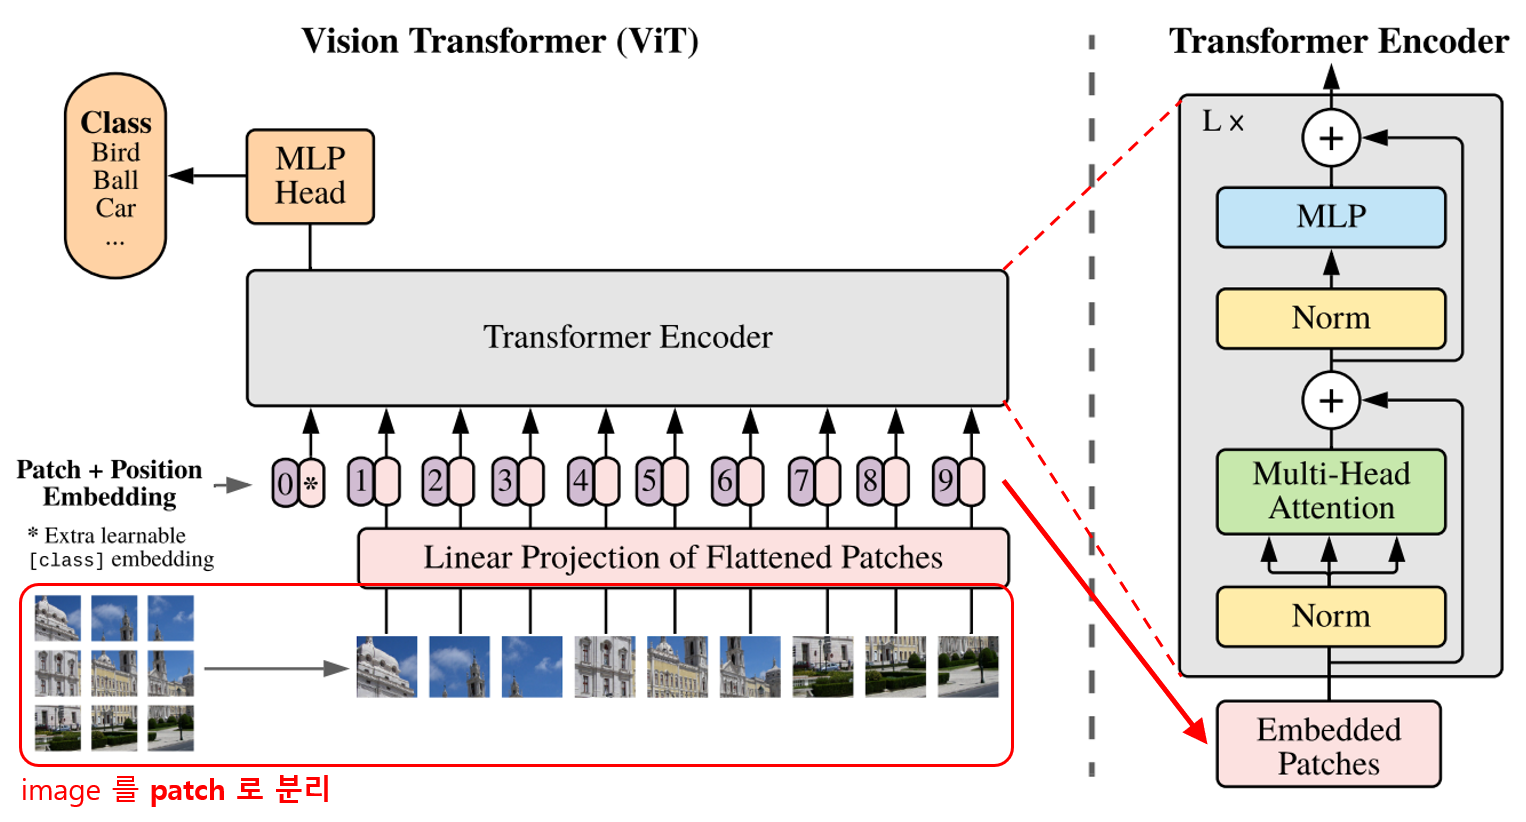 Vision Transformer (ViT)
Class
Bird
Ball
Car
...
MLP
Head
Transformer Encoder
Patch + Position
Embedding
* Extra learnable
[class] embedding
0 *
1
2
3
4
5
6
7
8
9
Linear Projection of Flattened Patches
image 를 patch 로 분리
Transformer Encoder
L ×
+
MLP
Norm
+
Multi-Head
Attention
Norm
Embedded
Patches